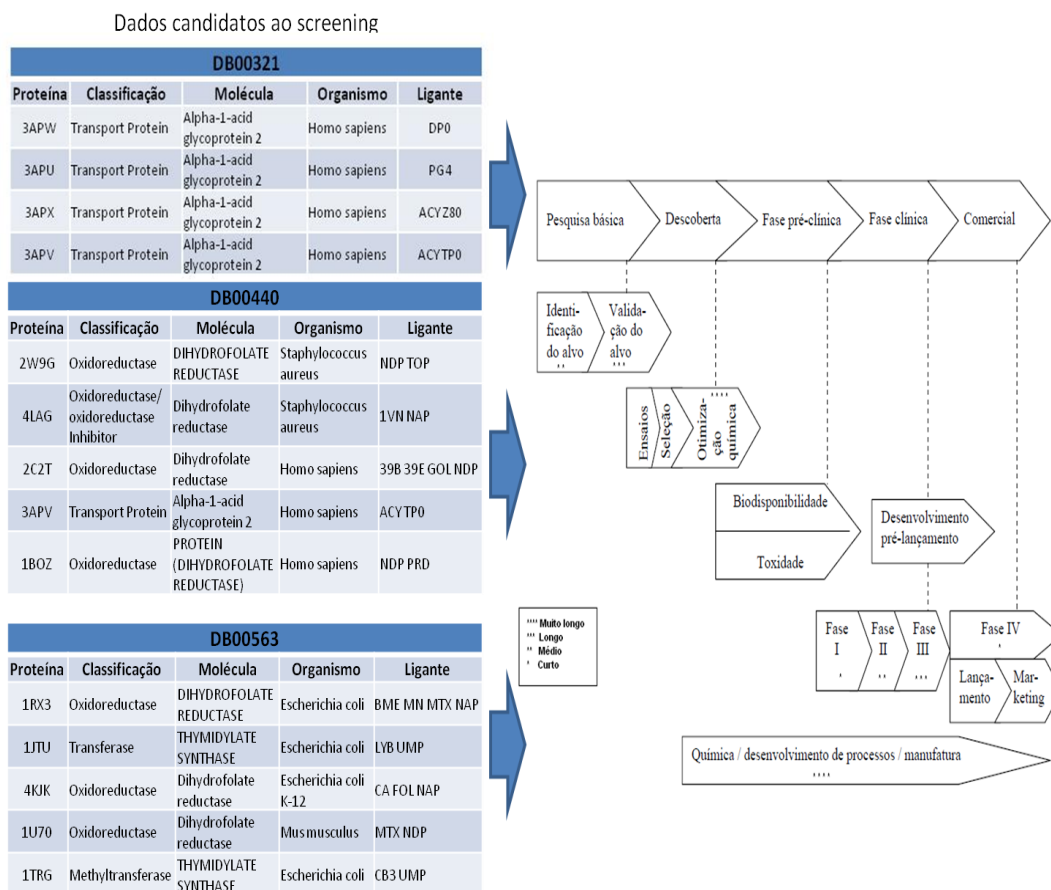 Dados candidatos ao screening
DB00321
Proteína Classificação Molécula Organismo Ligante
3APW Transport Protein Alpha-1-acid glycoprotein 2 Homo sapiens DP0
3APU Transport Protein Alpha-1-acid glycoprotein 2 Homo sapiens PG4
3APX Transport Protein Alpha-1-acid glycoprotein 2 Homo sapiens ACYZ80
3APV Transport Protein Alpha-1-acid glycoprotein 2 Homo sapiens ACYTP0
DB00440
Proteína Classificação Molécula Organismo Ligante
2W9G Oxidoreductase DIHYDROFOLATE REDUCTASE Staphylococcus aureus NDP TOP
4LAG Oxidoreductase/ oxidoreductase Inhibitor Dihydrofolate reductase Staphylococcus aureus 1VN NAP
2C2T Oxidoreductase Dihydrofolate reductase Homo sapiens 39B 39E GOL NDP
3APV Transport Protein Alpha-1-acid glycoprotein 2 Homo sapiens ACYTP0
1BOZ Oxidoreductase PROTEIN (DIHYDROFOLATE REDUCTASE) Homo sapiens NDP PRD
DB00563
Proteína Classificação Molécula Organismo Ligante
1RX3 Oxidoreductase DIHYDROFOLATE REDUCTASE Escherichia coli BME MN MTX NAP
1JTU Transferase THYMIDYLATE SYNTHASE Escherichia coli LYB UMP
4KJK Oxidoreductase Dihydrofolate reductase Escherichia coli K-12 CA FOL NAP
1U70 Oxidoreductase Dihydrofolate reductase Mus musculus MTX NDP
1TRG Methyltransferase THYMIDYLATE SYNTHASE Escherichia coli CB3 UMP
Pesquisa básica
Descoberta
Fase pré-clínica
Fase clínica
Comercial
Identi-
ficação
do alvo
''
Valida-
ção do
alvo
'''
Ensaios
Seleção
Otimiza-
ção
química
''''
Biodisponibilidade
Toxidade
Desenvolvimento
pré-lançamento
'''' Muito longo
''' Longo
'' Médio
' Curto
Fase
I
'
Fase
II
''
Fase
III
'''
Fase IV
'
Lança-
mento
Mar-
keting
Química / desenvolvimento de processos / manufatura
''''